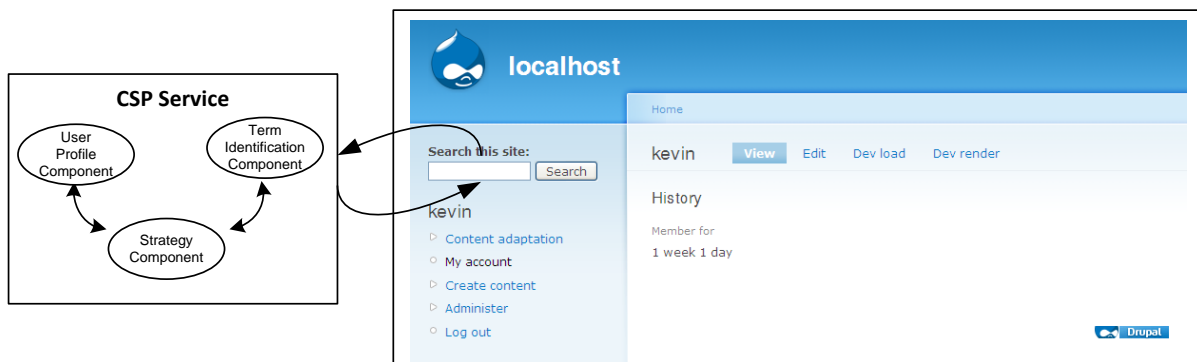 CSP Service
User
Profile
Component
Term
Identification
Component
Strategy
Component
localhost
Home
Search this site:
Search
kevin
Content adaptation
My account
Create content
Administer
Log out
kevin View Edit Dev load Dev render
History
Member for
1 week 1 day
Drupal